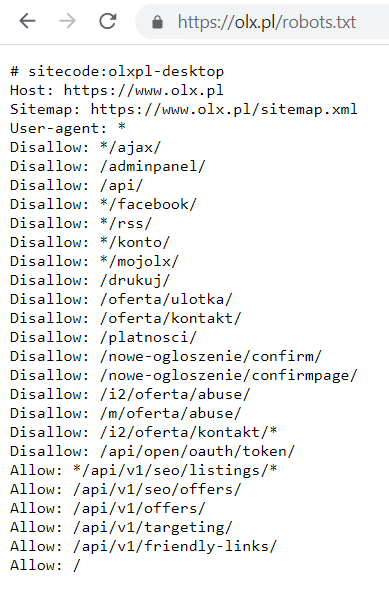 https://olx.pl/robots.txt
# sitecode:olxpl-desktop
Host: https://www.olx.pl
Sitemap: https://www.olx.pl/sitemap.xml
User-agent: *
Disallow: */ajax/
Disallow: /adminpanel/
Disallow: /api/
Disallow: */facebook/
Disallow: */rss/
Disallow: */konto/
Disallow: */mojolx/
Disallow: /drukuj/
Disallow: /oferta/ulotka/
Disallow: /oferta/kontakt/
Disallow: /platnosci/
Disallow: /nowe-ogloszenie/confirm/
Disallow: /nowe-ogloszenie/confirmpage/
Disallow: /i2/oferta/abuse/
Disallow: /m/oferta/abuse/
Disallow: /i2/oferta/kontakt/*
Disallow: /api/open/oauth/token/
Allow: */api/v1/seo/listings/*
Allow: /api/v1/seo/offers/
Allow: /api/v1/offers/
Allow: /api/v1/targeting/
Allow: /api/v1/friendly-links/
Allow: /